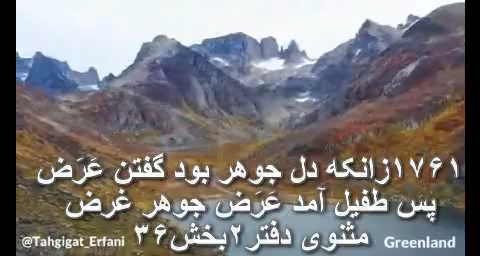 ۱۷۶۱زانکه دل جوهر بود گفتن عَرَض
پس طفیل آمد عَرَض جوهر غرض
مثنوی دفتر۲بخش۳۶
@Tahgigat_Erfani
Greenland